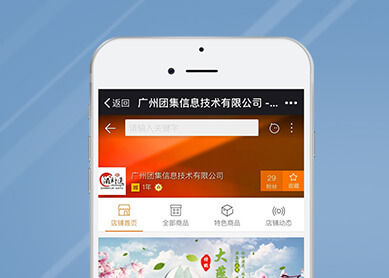 返回 广州团集信息技术有限公司 -...
请输入关键字
广州团集信息技术有限公司
1年
29
粉丝 收藏
店铺首页 全部商品 特色商品 店铺动态